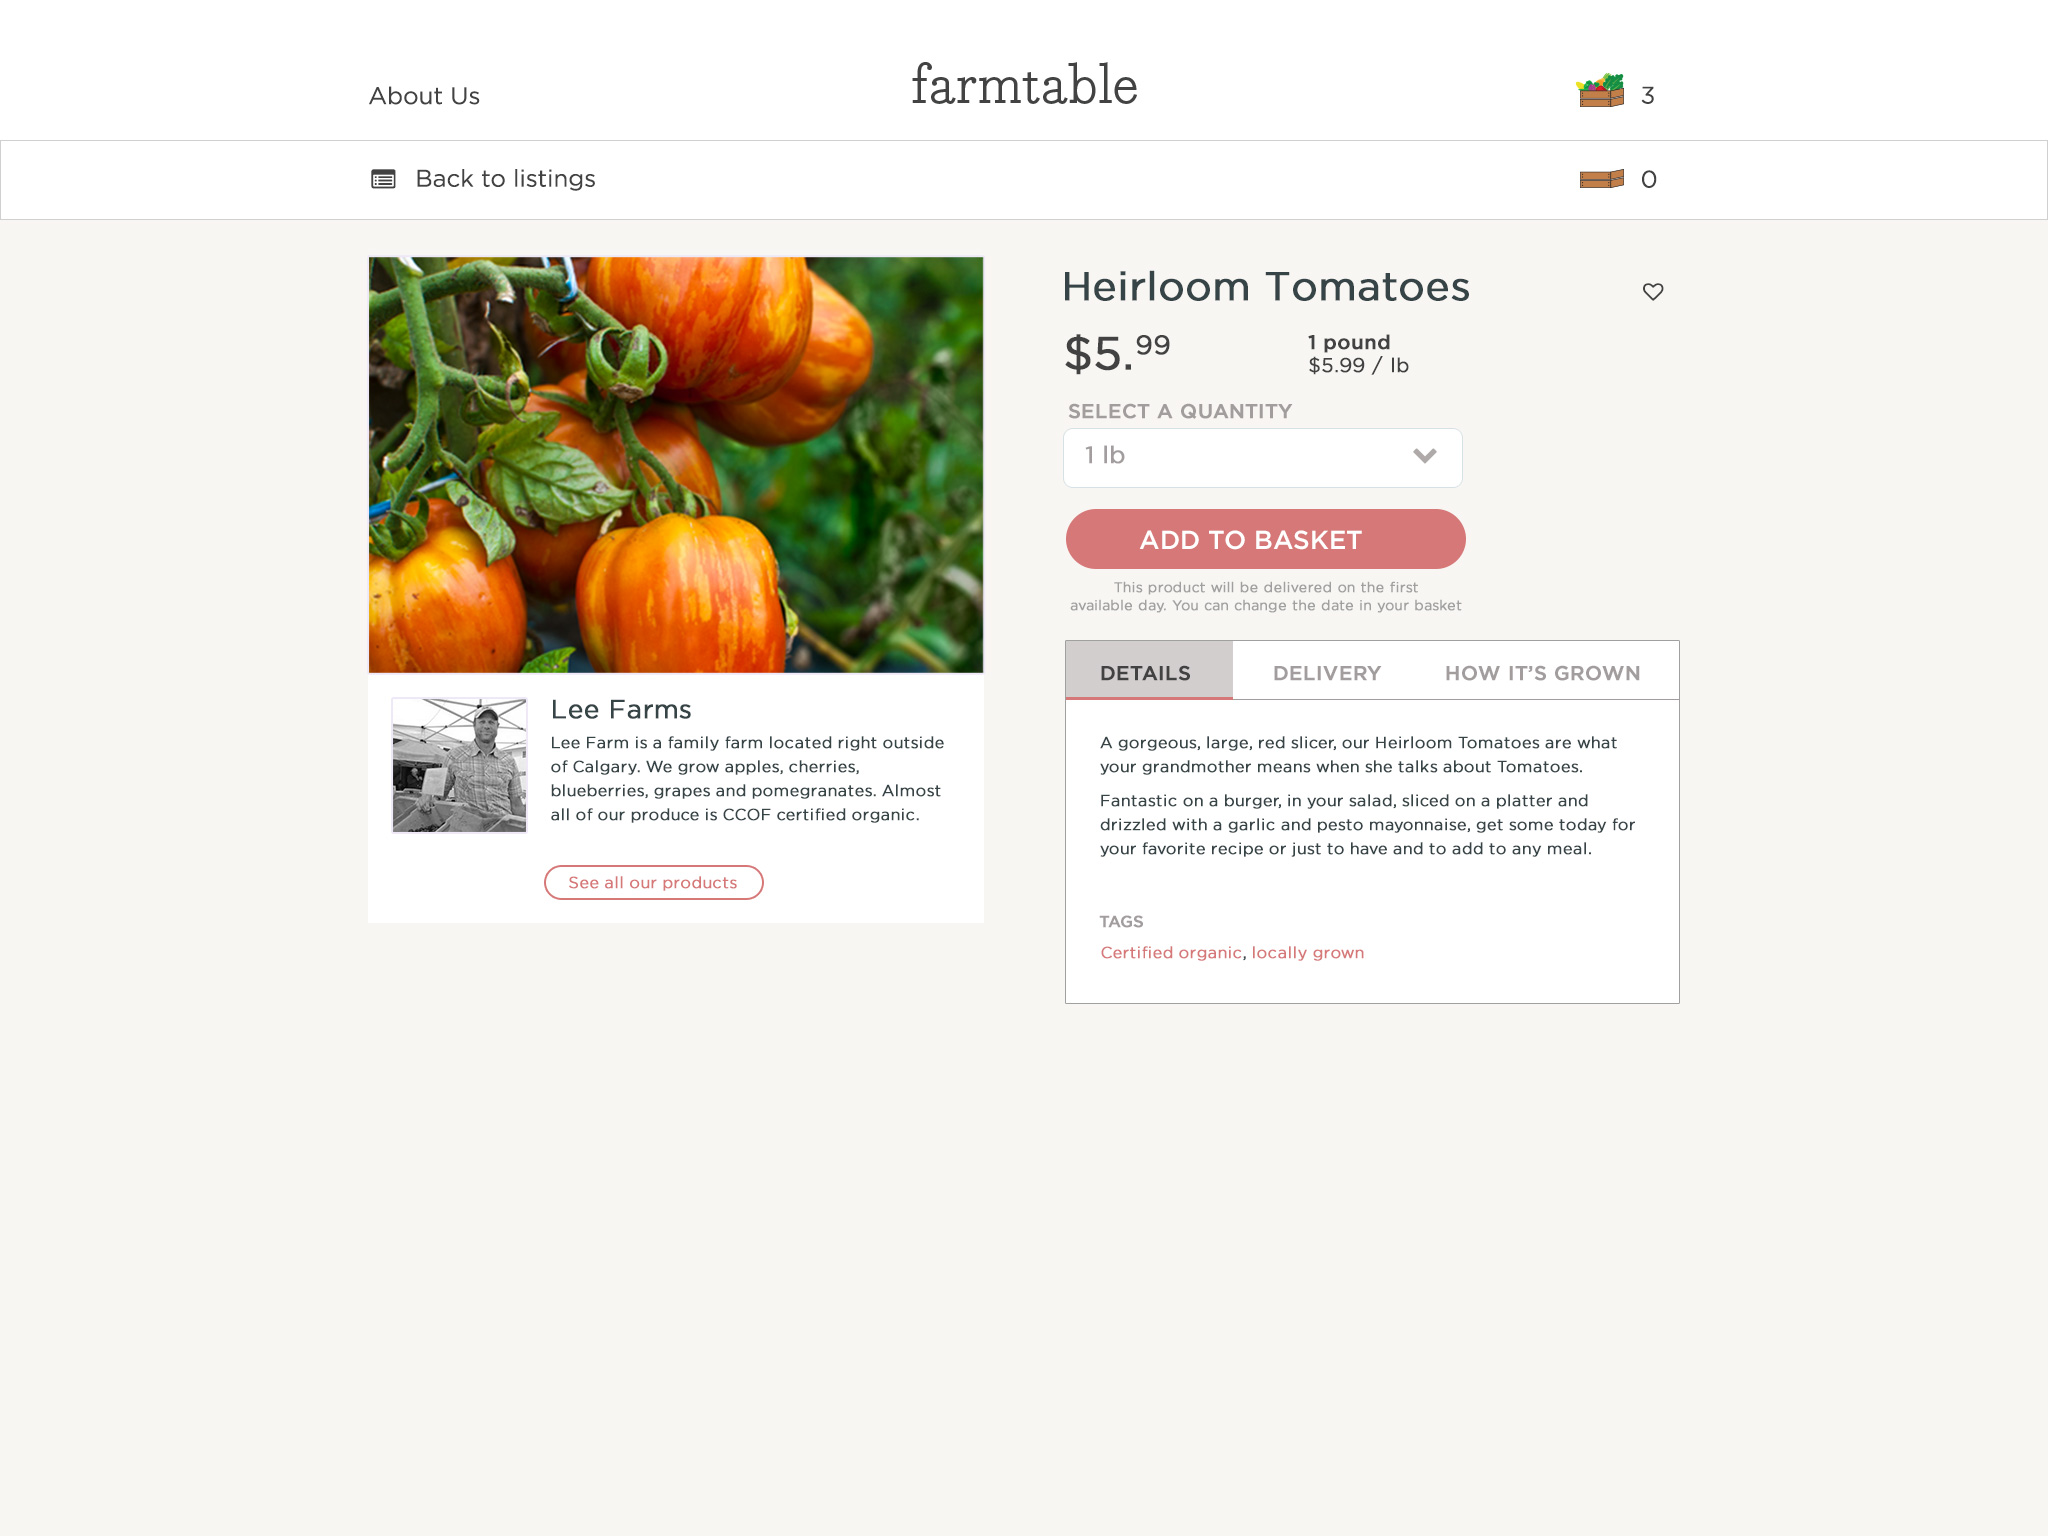 About Us
farmtable
3
Back to listings
0
Heirloom Tomatoes
$5.99
1 pound
$5.99 / lb
SELECT A QUANTITY
1 lb
ADD TO BASKET
This product will be delivered on the first
available day. You can change the date in your basket
DETAILS
DELIVERY
HOW IT’S GROWN
A gorgeous, large, red slicer, our Heirloom Tomatoes are what
your grandmother means when she talks about Tomatoes.
Fantastic on a burger, in your salad, sliced on a platter and
drizzled with a garlic and pesto mayonnaise, get some today for
your favorite recipe or just to have and to add to any meal.
TAGS
Certified organic, locally grown
Lee Farms
Lee Farm is a family farm located right outside
of Calgary. We grow apples, cherries,
blueberries, grapes and pomegranates. Almost
all of our produce is CCOF certified organic.
See all our products